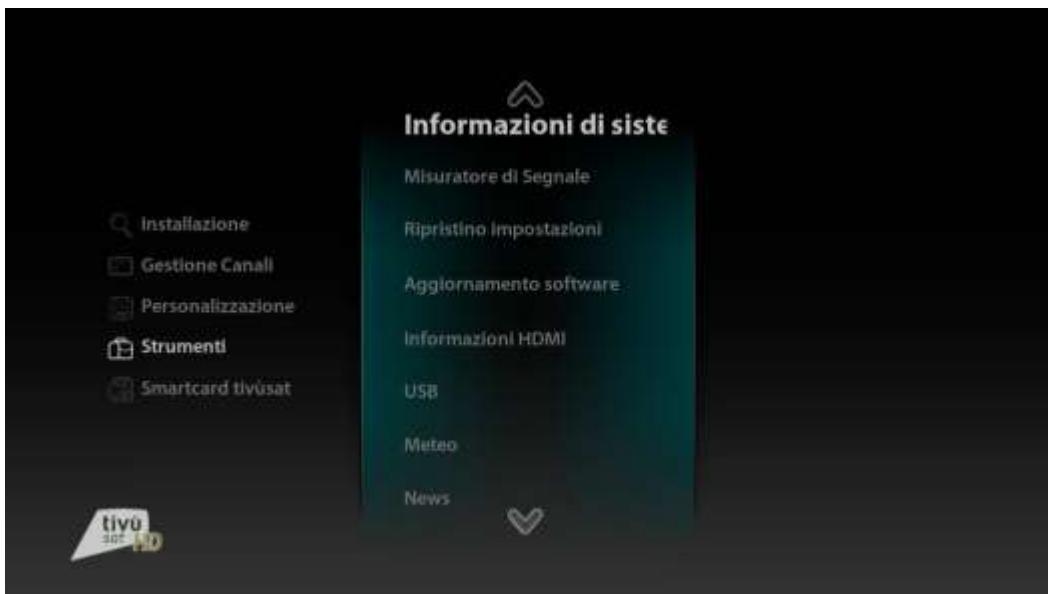 Informazioni di siste
Misuratore di Segnale
Ripristino impostazioni
Aggiornamento software
Informazioni HDMI
USB
Meteo
News
Installazione
Gestione Canali
Personalizzazione
Strumenti
Smartcard tivùsat
tivù
sat HD